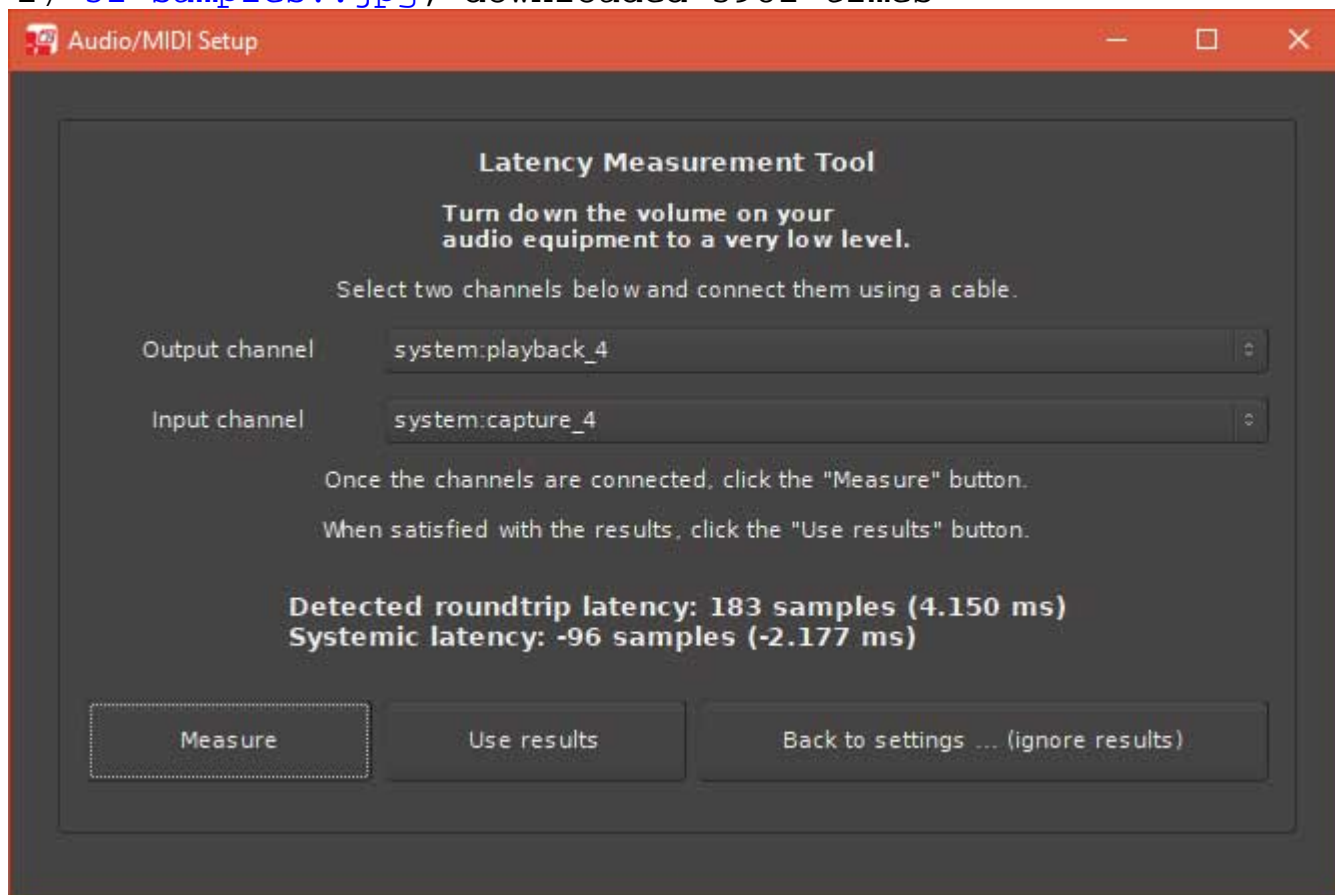 Audio/MIDI Setup
Latency Measurement Tool
Turn down the volume on your
audio equipment to a very low level.
Select two channels below and connect them using a cable.
Output channel system:playback_4
Input channel system:capture_4
Once the channels are connected, click the "Measure" button.
When satisfied with the results, click the "Use results" button.
Detected roundtrip latency: 183 samples (4.150 ms)
Systemic latency: -96 samples (-2.177 ms)
Measure Use results Back to settings ... (ignore results)